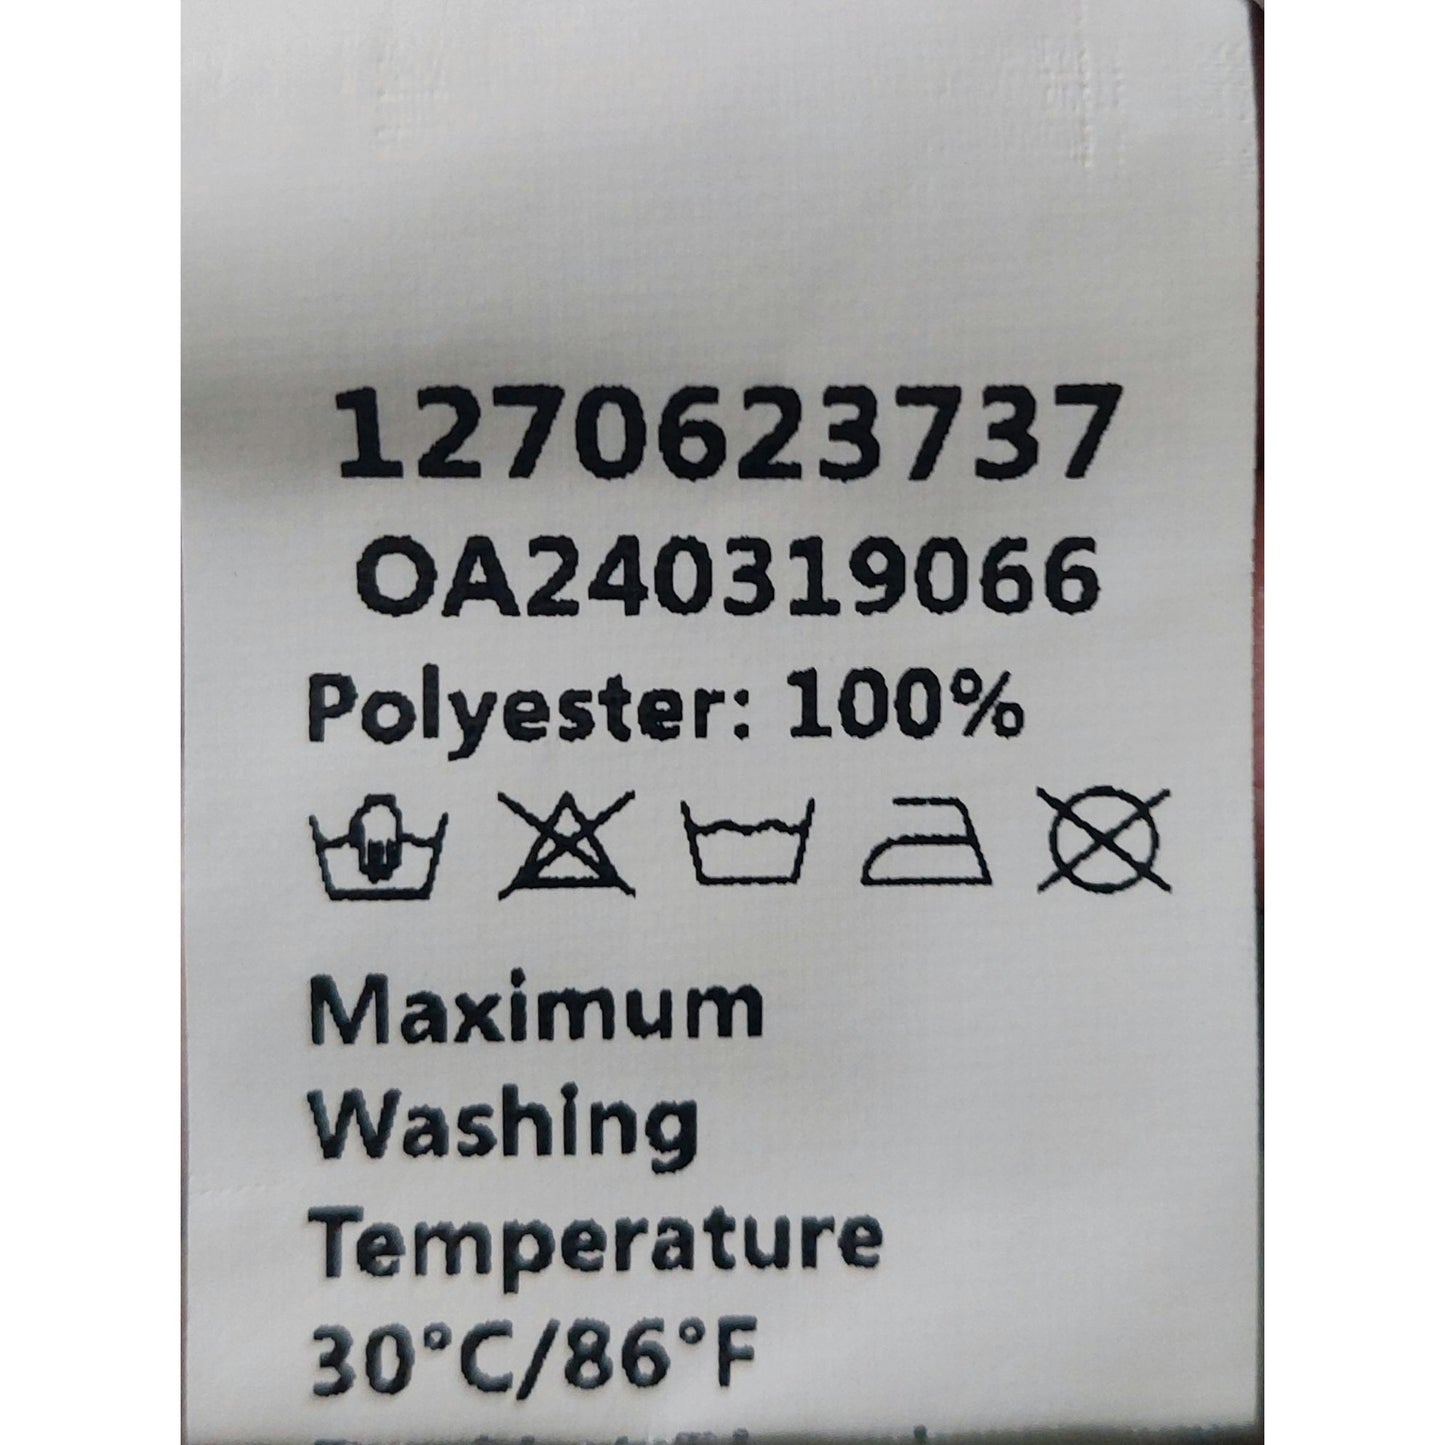 1270623737
OA240319066
Polyester: 100%
Maximum
Washing
Temperature
30°C/86°F